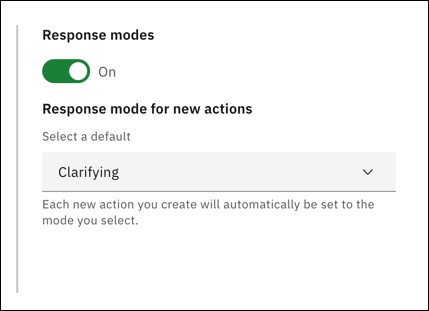 Response modes
On
Response mode for new actions
Select a default
Clarifying
Each new action you create will automatically be set to the
mode you select.